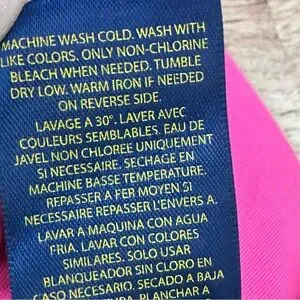 MACHINE WASH COLD. WASH WITH
LIKE COLORS. ONLY NON-CHLORINE
BLEACH WHEN NEEDED. TUMBLE
DRY LOW. WARM IRON IF NEEDED
ON REVERSE SIDE.
LAVAGE A 30°. LAVER AVEC
COULEURS SEMBLABLES. EAU DE
JAVEL NON CHLOREE UNIQUEMENT
SI NECESSAIRE. SECHAGE EN
MACHINE BASSE TEMPERATURE.
REPASSER A FER MOYEN SI
NECESSAIRE REPASSER L'ENVERS A.
LAVAR A MAQUINA CON AGUA
FRIA. LAVAR CON COLORES
SIMILARES. SOLO USAR
BLANQUEADOR SIN CLORO EN
CASO NECESARIO. SECADO A BAJA
PLANCHAR A